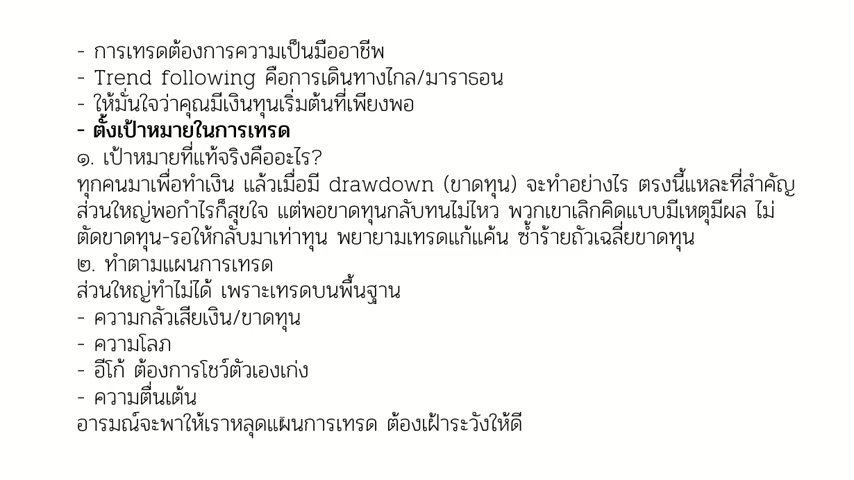 - การเทรดต้องการความเป็นมืออาชีพ
- Trend following คือการเดินทางไกล/มาราธอน
- ให้มั่นใจว่าคุณมีเงินทุนเริ่มต้นที่เพียงพอ
- ตั้งเป้าหมายในการเทรด
๑. เป้าหมายที่แท้จริงคืออะไร?
ทุกคนมาเพื่อทำเงิน แล้วเมื่อมี drawdown (ขาดทุน) จะทำอย่างไร ตรงนี้แหละที่สำคัญ
ส่วนใหญ่พอกำไรก็สุขใจ แต่พอขาดทุนกลับทนไม่ไหว พวกเขาเลิกคิดแบบมีเหตุมีผล ไม่
ตัดขาดทุน-รอให้กลับมาเท่าทุน พยายามเทรดแก้แค้น ซ้ำร้ายถัวเฉลี่ยขาดทุน
๒. ทำตามแผนการเทรด
ส่วนใหญ่ทำไม่ได้ เพราะเทรดบนพื้นฐาน
- ความกลัวเสียเงิน/ขาดทุน
- ความโลภ
- อีโก้ ต้องการโชว์ตัวเองเก่ง
- ความตื่นเต้น
อารมณ์จะพาให้เราหลุดแผนการเทรด ต้องเฝ้าระวังให้ดี